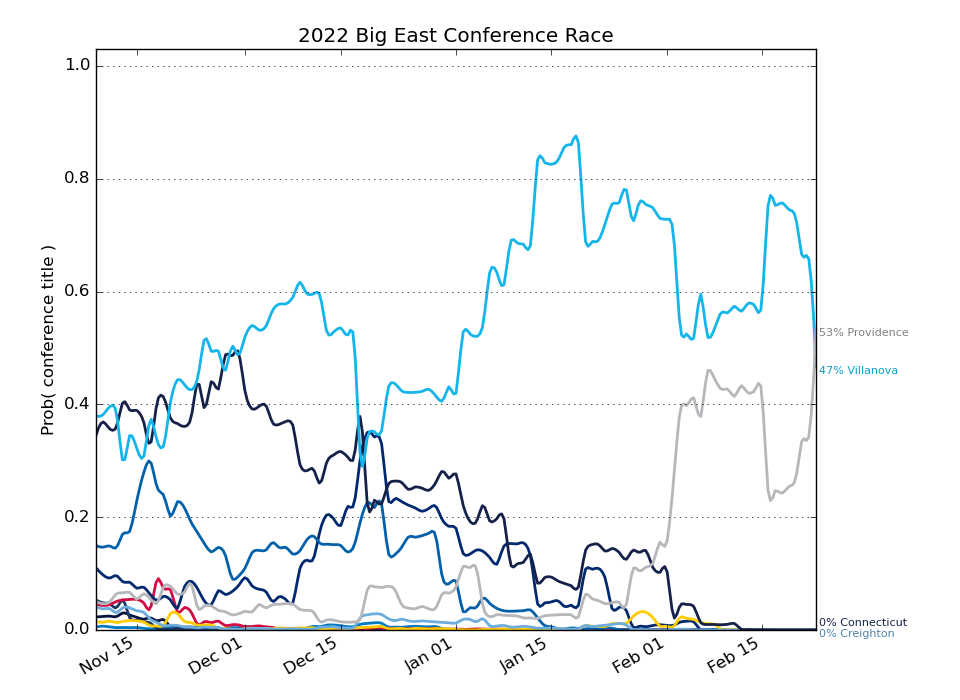 2022 Big East Conference Race
Prob( conference title )
1.0
0.8
0.6
0.4
0.2
0.0
53% Providence
47% Villanova
0% Connecticut
0% Creighton
Nov 15
Dec 01
Dec 15
Jan 01
Jan 15
Feb 01
Feb 15